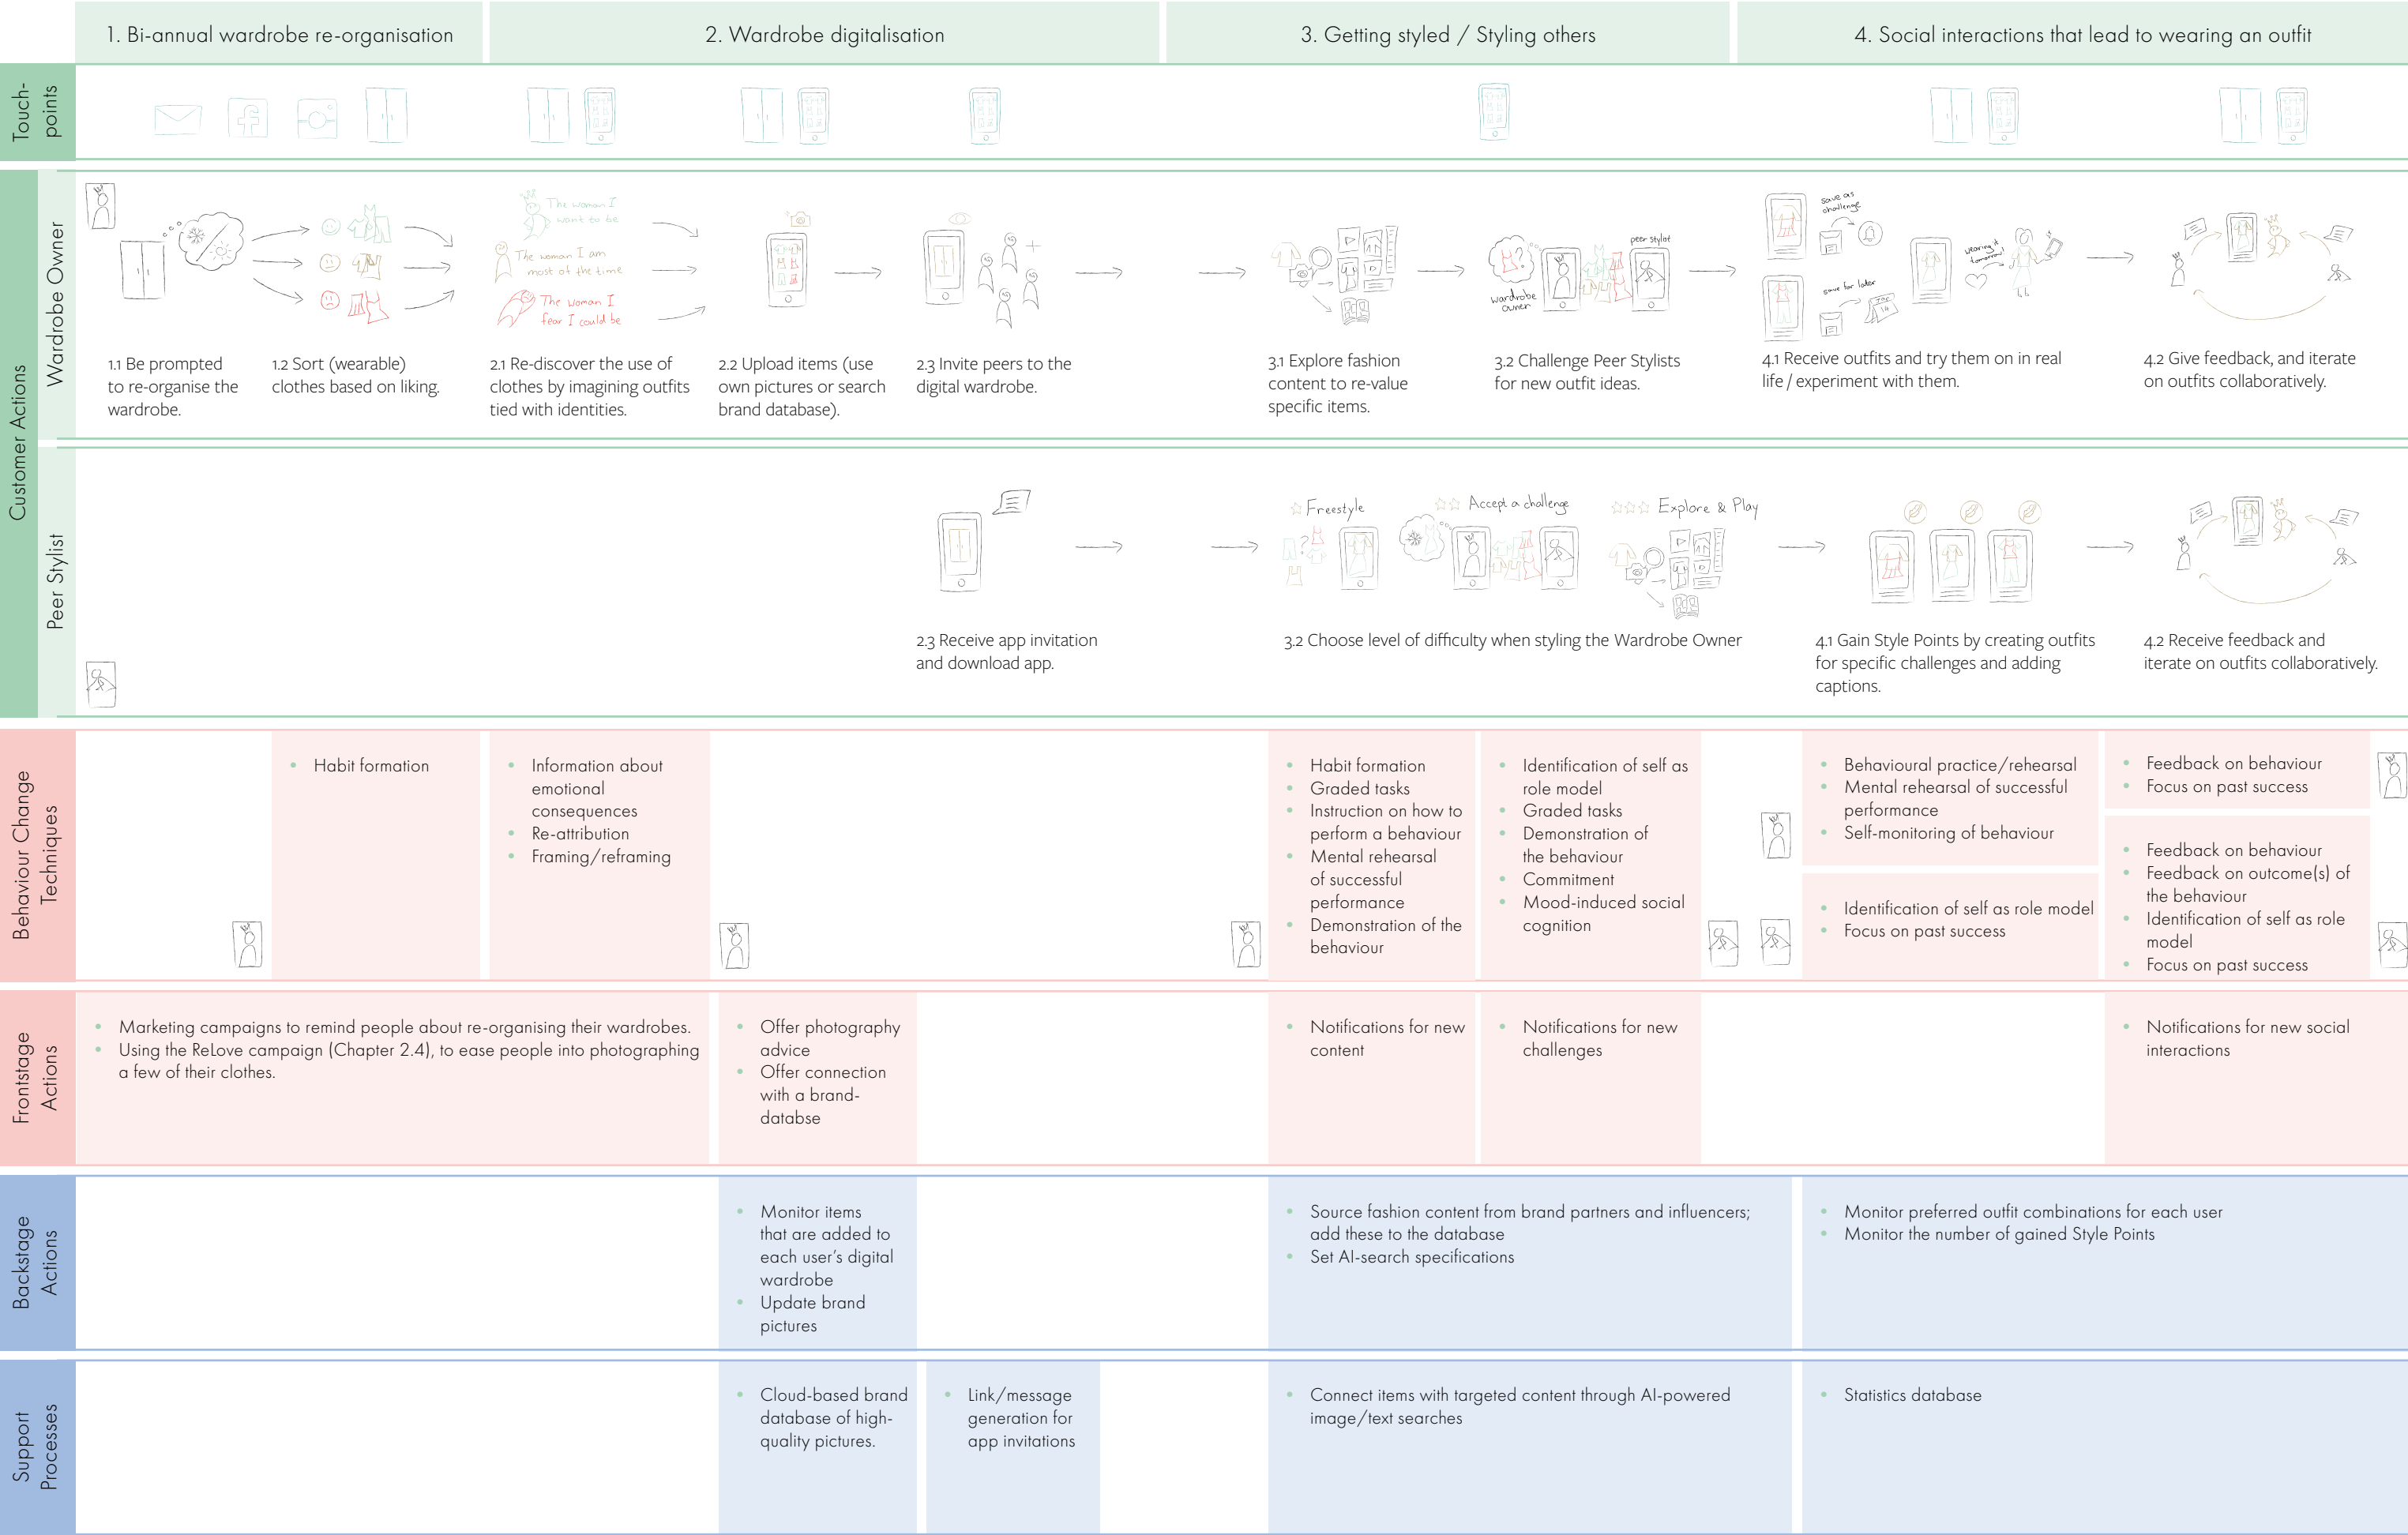 1. Bi-annual wardrobe re-organisation
2. Wardrobe digitalisation
3. Getting styled / Styling others
4. Social interactions that lead to wearing an outfit
Touch-
points
Customer Actions
Wardrobe Owner
The woman I
want to be
The woman I am
most of the time
The woman I
fear I could be
wardrobe
owner
peer stylist
save as
challenge
save for later
wearing it
tomorrow!
1.1 Be prompted
to re-organise the
wardrobe.
1.2 Sort (wearable)
clothes based on liking.
2.1 Re-discover the use of
clothes by imagining outfits
tied with identities.
2.2 Upload items (use
own pictures or search
brand database).
2.3 Invite peers to the
digital wardrobe.
3.1 Explore fashion
content to re-value
specific items.
3.2 Challenge Peer Stylists
for new outfit ideas.
4.1 Receive outfits and try them on in real
life / experiment with them.
4.2 Give feedback, and iterate
on outfits collaboratively.
Peer Stylist
Freestyle
Accept a challenge
Explore & Play
2.3 Receive app invitation
and download app.
3.2 Choose level of difficulty when styling the Wardrobe Owner
4.1 Gain Style Points by creating outfits
for specific challenges and adding
captions.
4.2 Receive feedback and
iterate on outfits collaboratively.
Behaviour Change
Techniques
• Habit formation
• Information about
emotional
consequences
• Re-attribution
• Framing/reframing
• Habit formation
• Graded tasks
• Instruction on how to
perform a behaviour
• Mental rehearsal
of successful
performance
• Demonstration of the
behaviour
• Identification of self as
role model
• Graded tasks
• Demonstration of
the behaviour
• Commitment
• Mood-induced social
cognition
• Behavioural practice/rehearsal
• Mental rehearsal of successful
performance
• Self-monitoring of behaviour
• Identification of self as role model
• Focus on past success
• Feedback on behaviour
• Focus on past success
• Feedback on behaviour
• Feedback on outcome(s) of
the behaviour
• Identification of self as role
model
• Focus on past success
Frontstage
Actions
• Marketing campaigns to remind people about re-organising their wardrobes.
• Using the ReLove campaign (Chapter 2.4), to ease people into photographing
a few of their clothes.
• Offer photography
advice
• Offer connection
with a brand-
databse
• Notifications for new
content
• Notifications for new
challenges
• Notifications for new social
interactions
Backstage
Actions
• Monitor items
that are added to
each user's digital
wardrobe
• Update brand
pictures
• Source fashion content from brand partners and influencers;
add these to the database
• Set AI-search specifications
• Monitor preferred outfit combinations for each user
• Monitor the number of gained Style Points
Support
Processes
• Cloud-based brand
database of high-
quality pictures.
• Link/message
generation for
app invitations
• Connect items with targeted content through AI-powered
image/text searches
• Statistics database